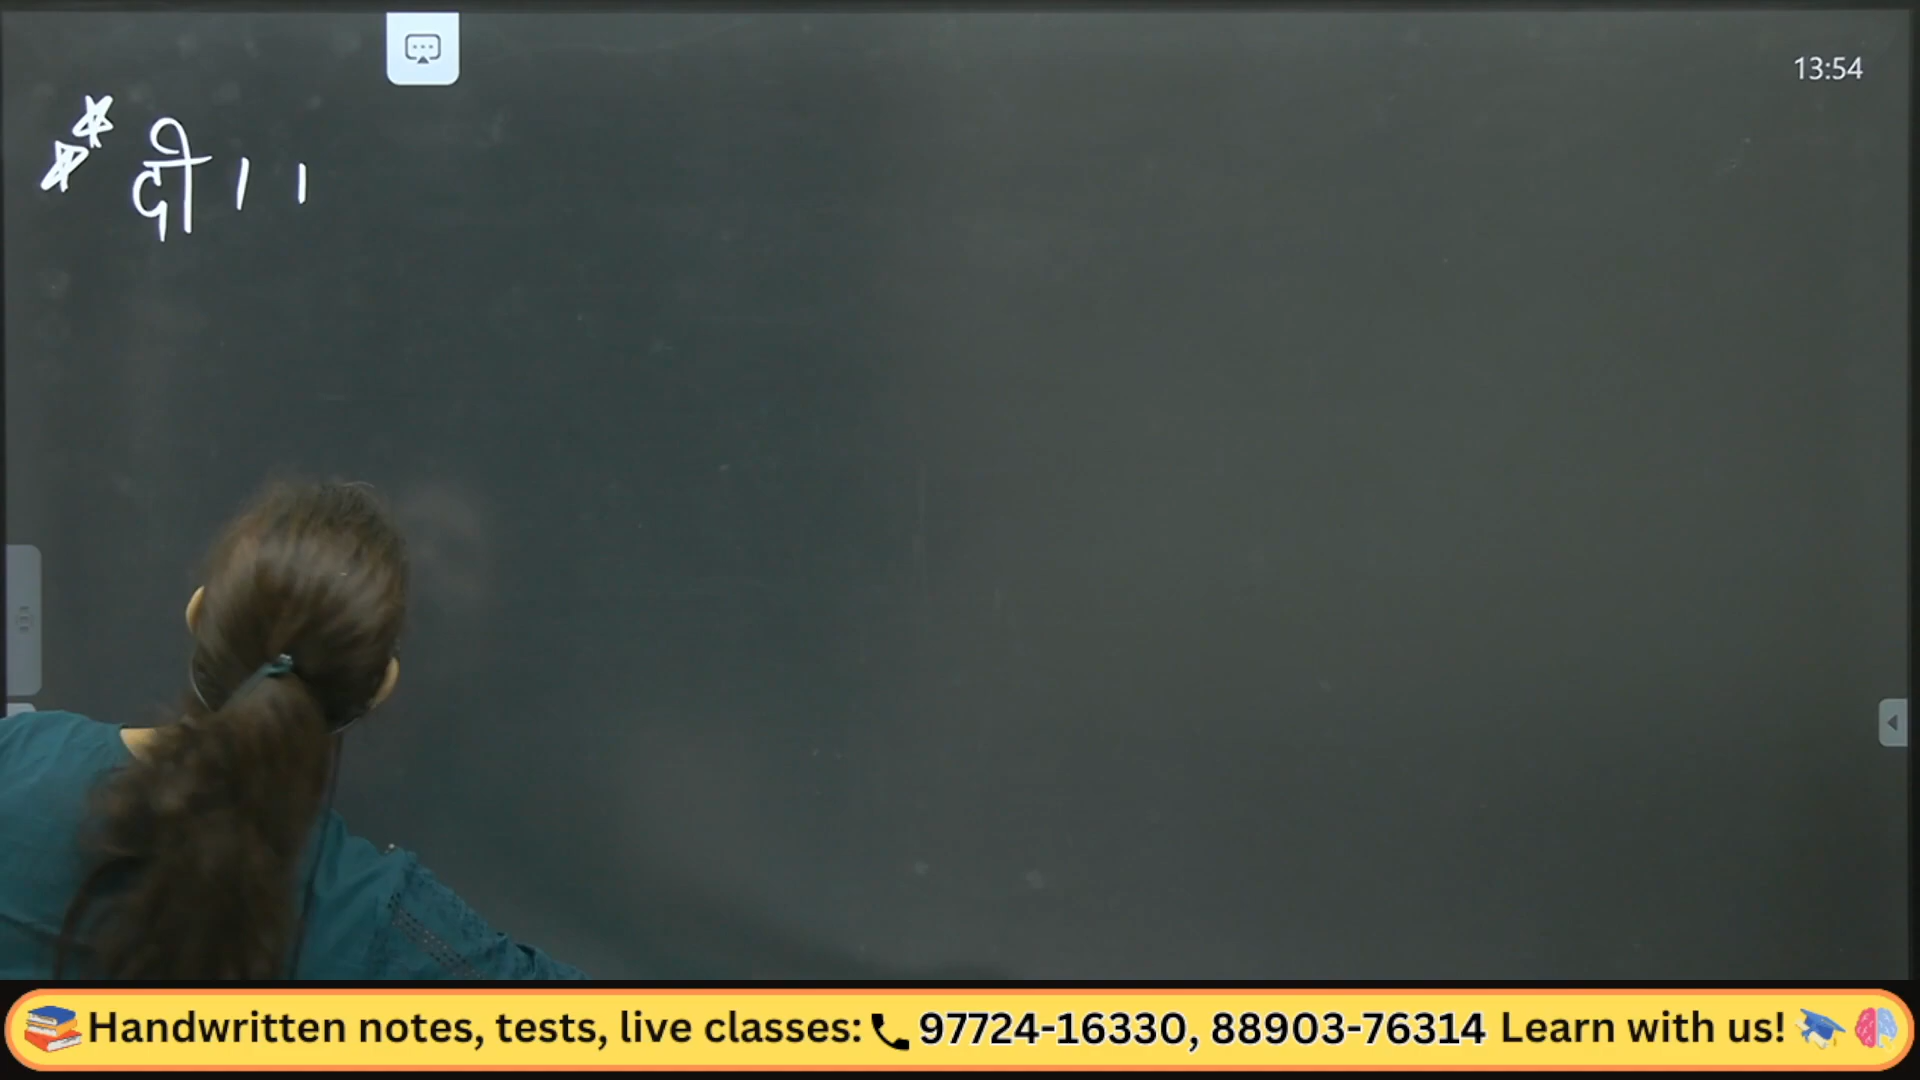 13:54
दी ।।
Handwritten notes, tests, live classes: 97724-16330, 88903-76314 Learn with us!